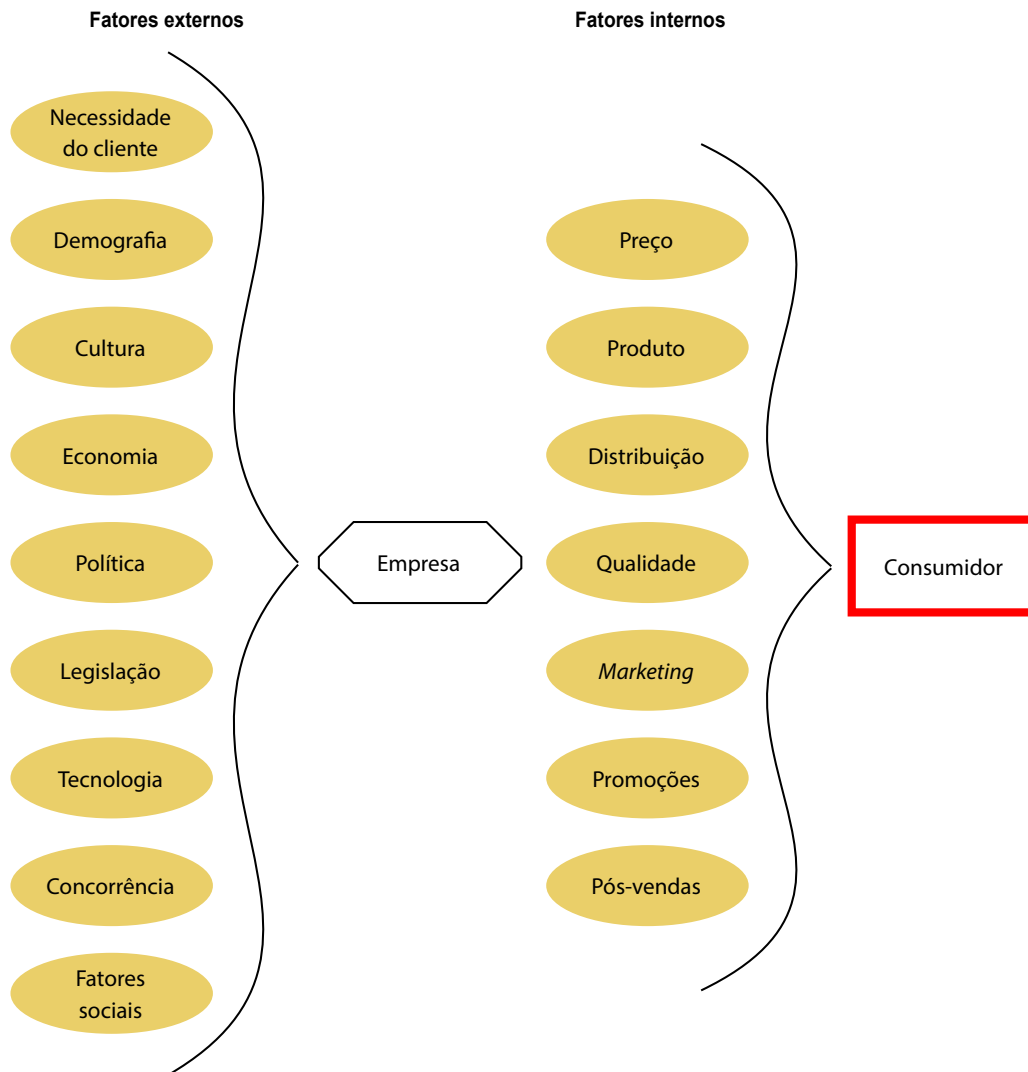 Fatores externos
Necessidade
do cliente
Demografia
Cultura
Economia
Política
Legislação
Tecnologia
Concorrência
Fatores
sociais
Empresa
Fatores internos
Preço
Produto
Distribuição
Qualidade
Marketing
Promoções
Pós-vendas
Consumidor